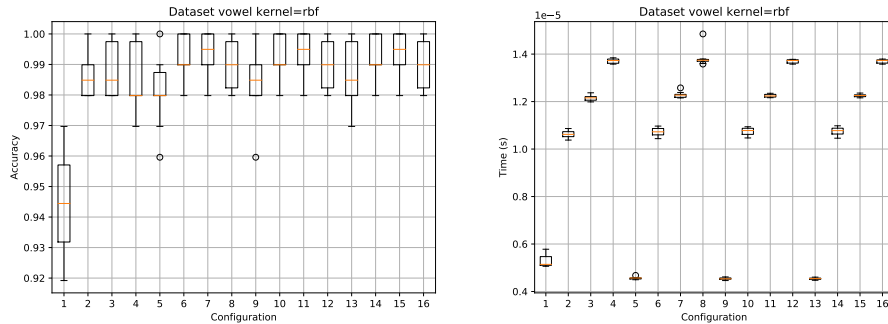 Dataset vowel kernel=rbf
1.00
0.99
0.98
0.97
0.96
0.95
0.94
0.93
0.92
Accuracy
1 2 3 4 5 6 7 8 9 10 11 12 13 14 15 16
Configuration
1e−5
Dataset vowel kernel=rbf
1.4
1.2
1.0
0.8
0.6
0.4
Time (s)
1 2 3 4 5 6 7 8 9 10 11 12 13 14 15 16
Configuration